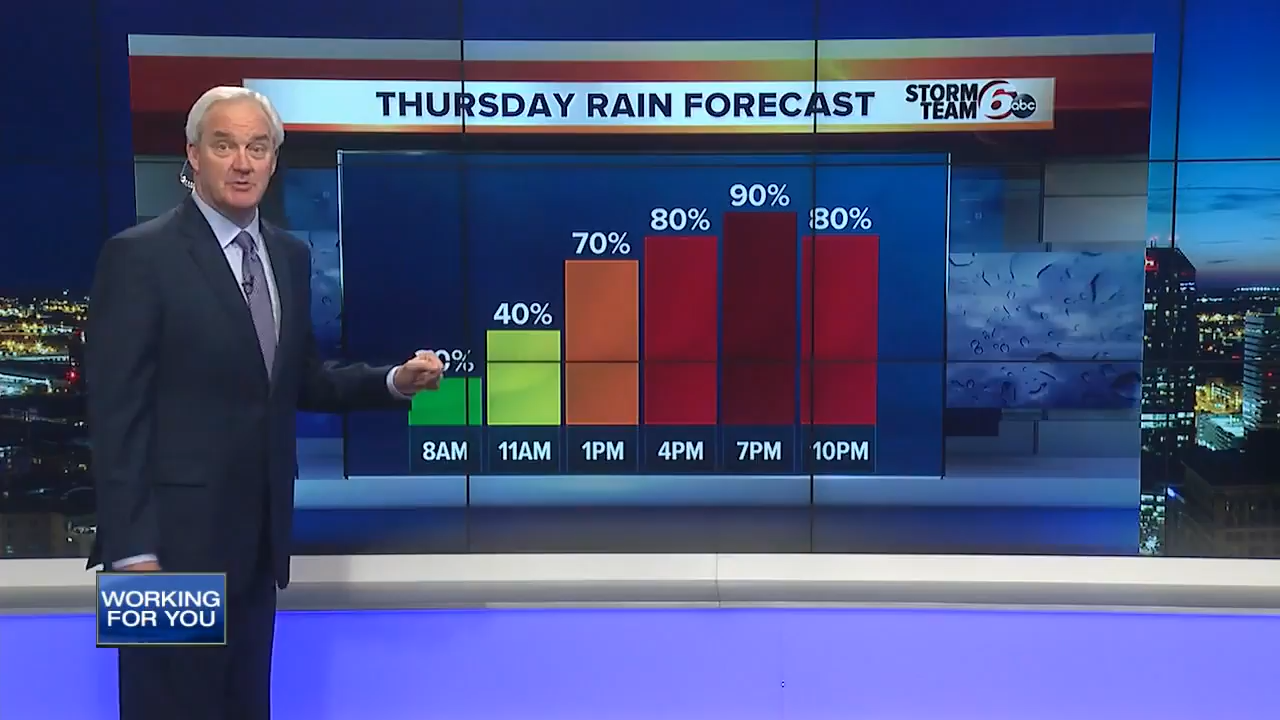 THURSDAY RAIN FORECAST
STORM
TEAM 6 abc
90%
80%
80%
70%
40%
0%
8AM 11AM 1PM 4PM 7PM 10PM
WORKING
FOR YOU